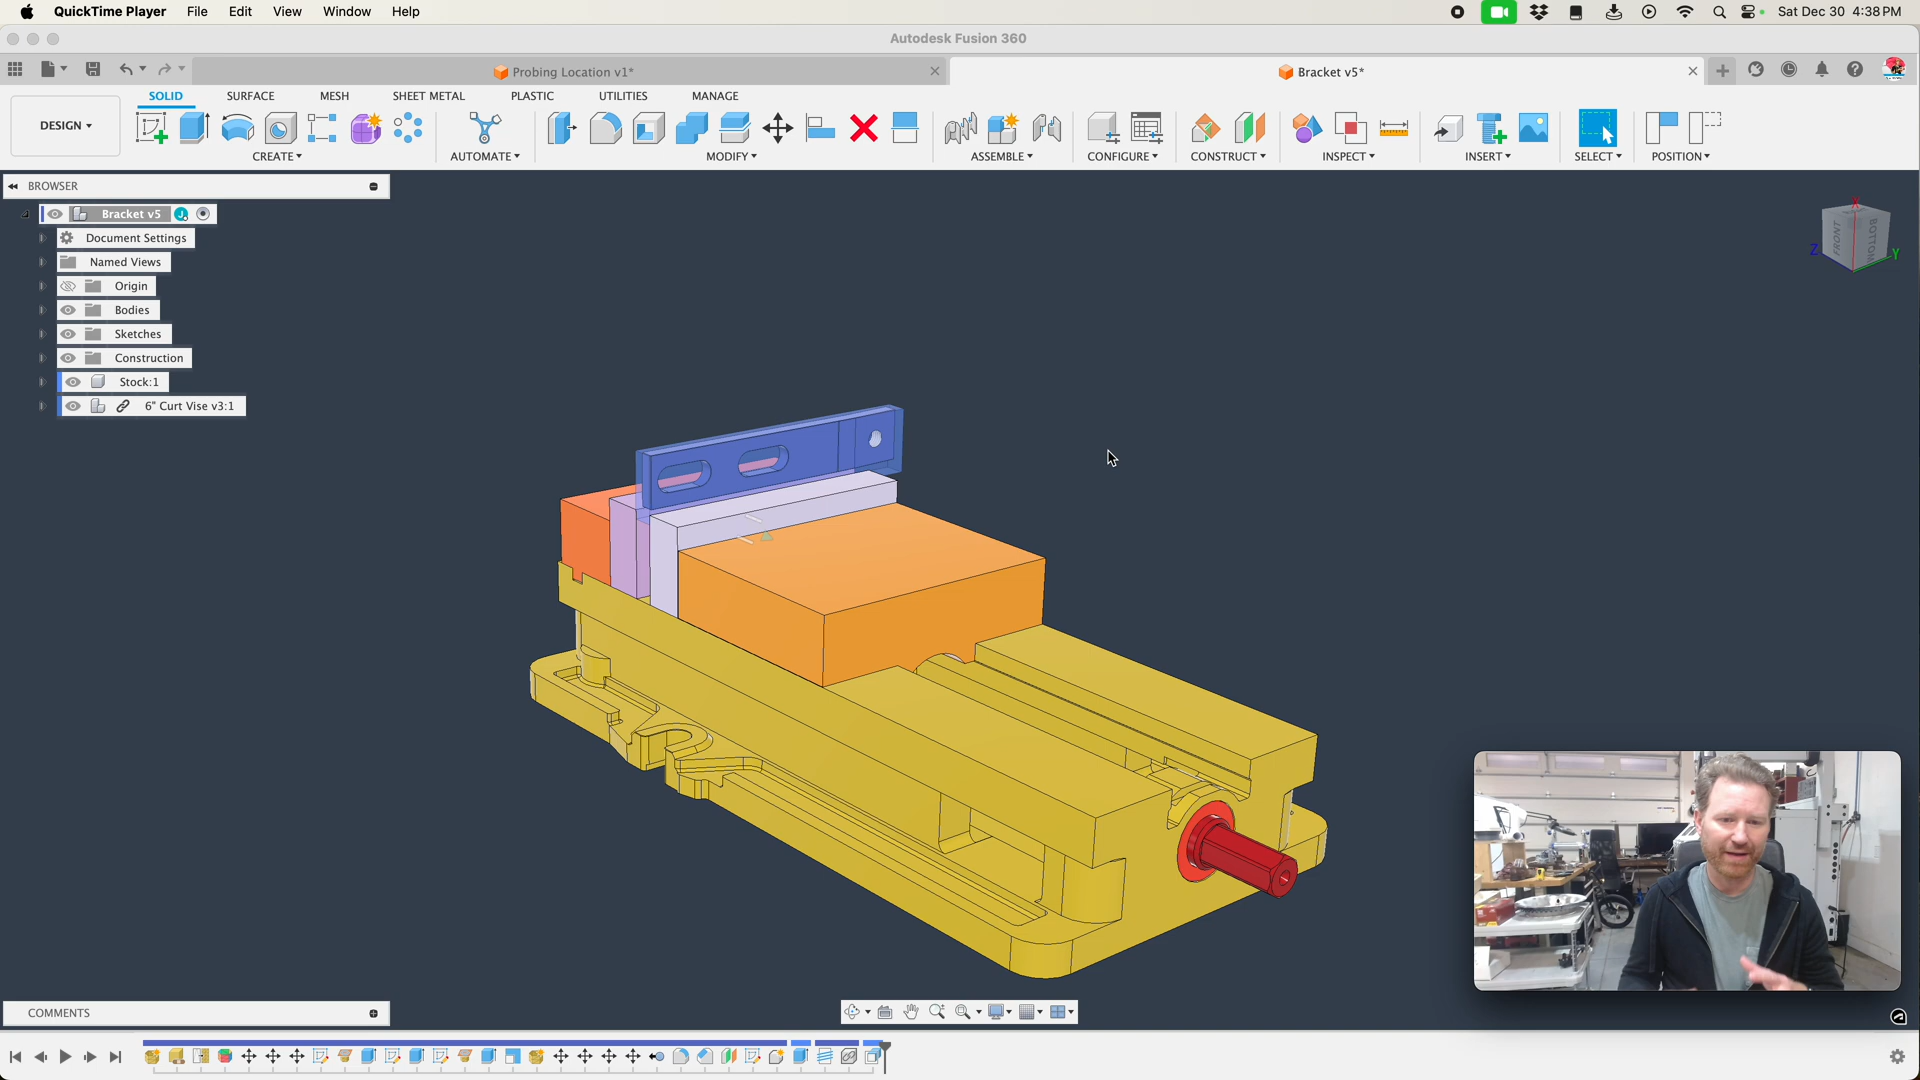 QuickTime Player File Edit View Window Help Sat Dec 30 4:38 PM
Autodesk Fusion 360
Probing Location v1* Bracket v5*
DESIGN
SOLID SURFACE MESH SHEET METAL PLASTIC UTILITIES MANAGE
CREATE AUTOMATE MODIFY ASSEMBLE CONFIGURE CONSTRUCT INSPECT INSERT SELECT POSITION
BROWSER
Bracket v5
Document Settings
Named Views
Origin
Bodies
Sketches
Construction
Stock:1
6" Curt Vise v3:1
X
FRONT BOTTOM
Z Y
COMMENTS